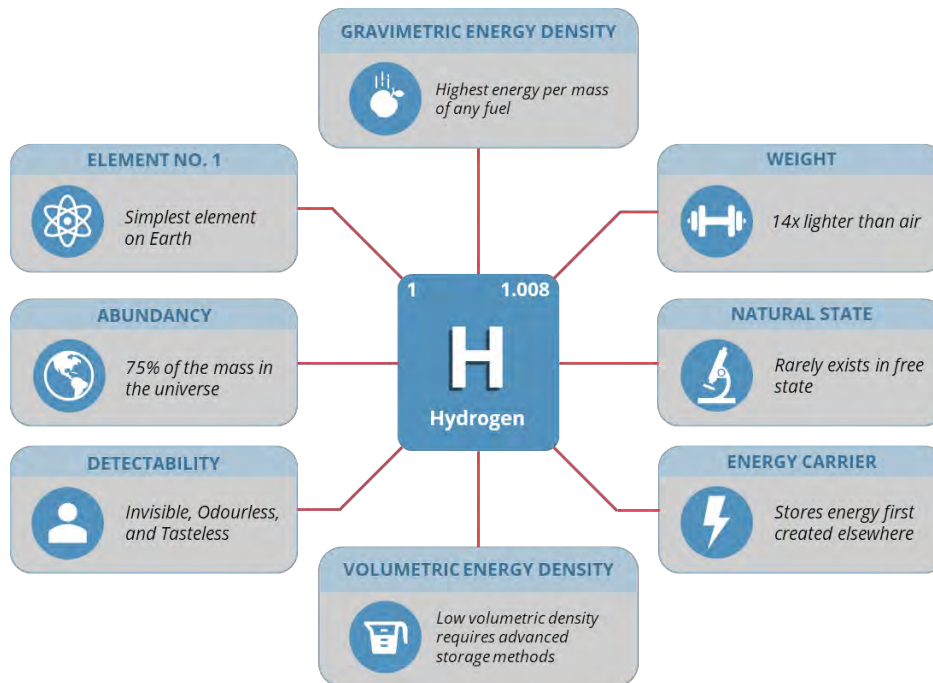 GRAVIMETRIC ENERGY DENSITY
Highest energy per mass
of any fuel
ELEMENT NO. 1
Simplest element
on Earth
WEIGHT
14x lighter than air
ABUNDANCY
75% of the mass in
the universe
1 1.008
H
Hydrogen
NATURAL STATE
Rarely exists in free
state
DETECTABILITY
Invisible, Odourless,
and Tasteless
ENERGY CARRIER
Stores energy first
created elsewhere
VOLUMETRIC ENERGY DENSITY
Low volumetric density
requires advanced
storage methods